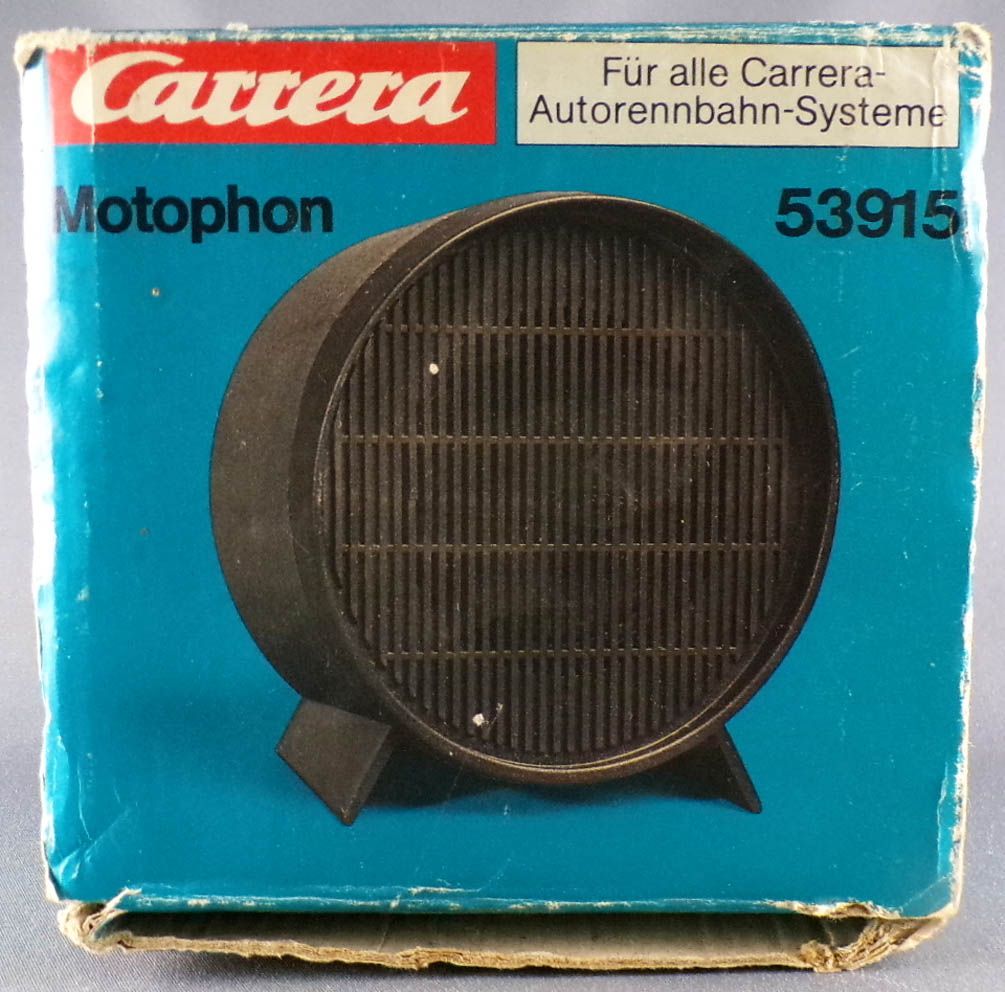 Carrera
Für alle Carrera-
Autorennbahn-Systeme
Motophon
53915